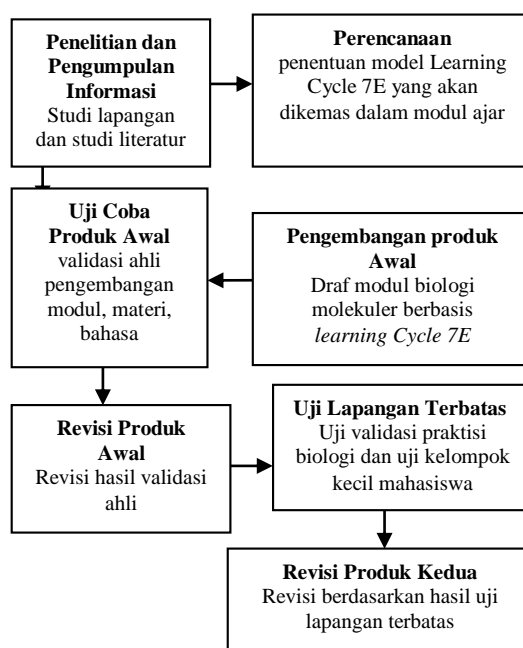 Penelitian dan
Pengumpulan
Informasi
Studi lapangan
dan studi literatur
Perencanaan
penentuan model Learning
Cycle 7E yang akan
dikemas dalam modul ajar
Uji Coba
Produk Awal
validasi ahli
pengembangan
modul, materi,
bahasa
Pengembangan produk
Awal
Draf modul biologi
molekuler berbasis
learning Cycle 7E
Revisi Produk
Awal
Revisi hasil validasi
ahli
Uji Lapangan Terbatas
Uji validasi praktisi
biologi dan uji kelompok
kecil mahasiswa
Revisi Produk Kedua
Revisi berdasarkan hasil uji
lapangan terbatas